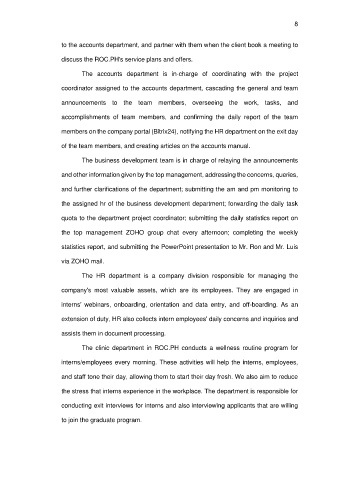 8
to the accounts department, and partner with them when the client book a meeting to
discuss the ROC.PH's service plans and offers.
The accounts department is in-charge of coordinating with the project
coordinator assigned to the accounts department, cascading the general and team
announcements to the team members, overseeing the work, tasks, and
accomplishments of team members, and confirming the daily report of the team
members on the company portal (Bitrix24), notifying the HR department on the exit day
of the team members, and creating articles on the accounts manual.
The business development team is in charge of relaying the announcements
and other information given by the top management, addressing the concerns, queries,
and further clarifications of the department; submitting the am and pm monitoring to
the assigned hr of the business development department; forwarding the daily task
quota to the department project coordinator; submitting the daily statistics report on
the top management ZOHO group chat every afternoon; completing the weekly
statistics report, and submitting the PowerPoint presentation to Mr. Ron and Mr. Luis
via ZOHO mail.
The HR department is a company division responsible for managing the
company's most valuable assets, which are its employees. They are engaged in
interns' webinars, onboarding, orientation and data entry, and off-boarding. As an
extension of duty, HR also collects intern employees' daily concerns and inquiries and
assists them in document processing.
The clinic department in ROC.PH conducts a wellness routine program for
interns/employees every morning. These activities will help the interns, employees,
and staff tone their day, allowing them to start their day fresh. We also aim to reduce
the stress that interns experience in the workplace. The department is responsible for
conducting exit interviews for interns and also interviewing applicants that are willing
to join the graduate program.